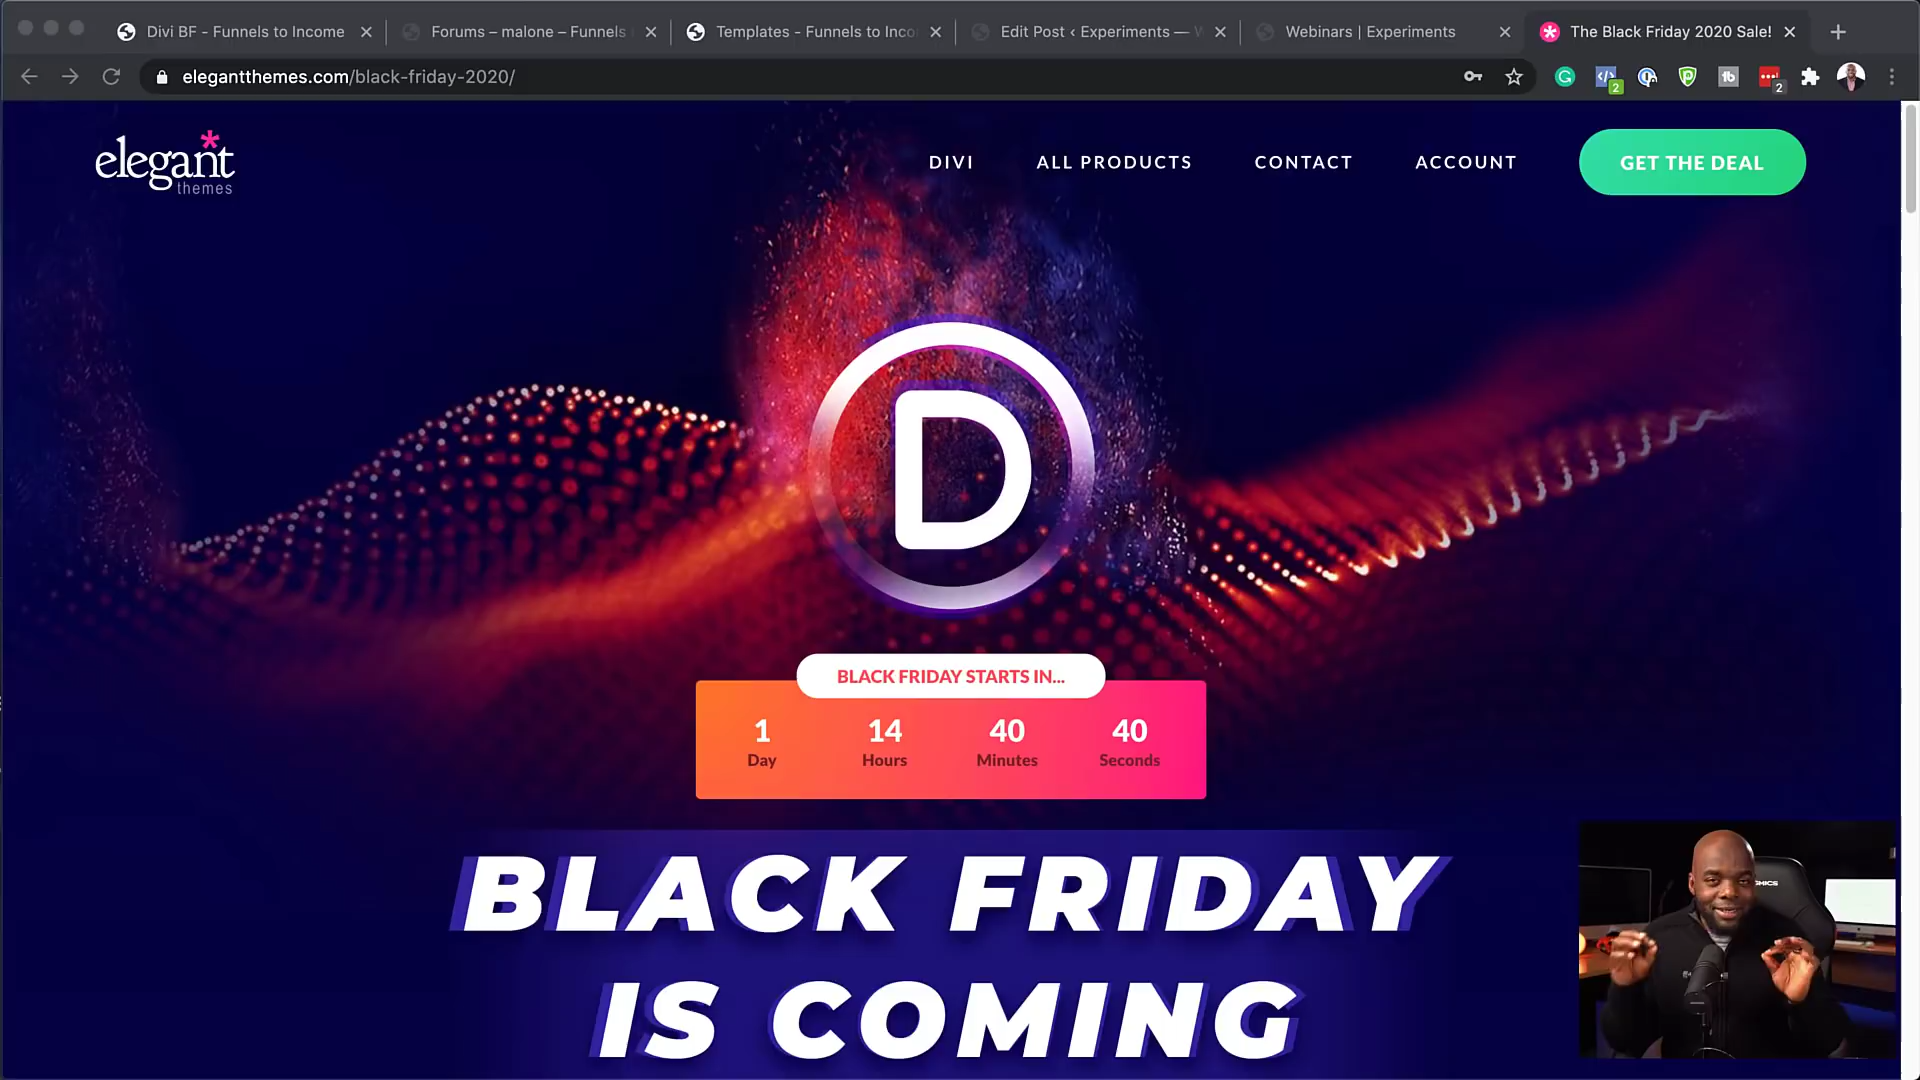 Divi BF - Funnels to Income
Forums – malone – Funnels
Templates - Funnels to Inco
Edit Post ‹ Experiments —
Webinars | Experiments
The Black Friday 2020 Sale!
elegantthemes.com/black-friday-2020/
2
2
elegant
themes
DIVI
ALL PRODUCTS
CONTACT
ACCOUNT
GET THE DEAL
D
BLACK FRIDAY STARTS IN...
1
14
40
40
Day
Hours
Minutes
Seconds
BLACK FRIDAY
IS COMING